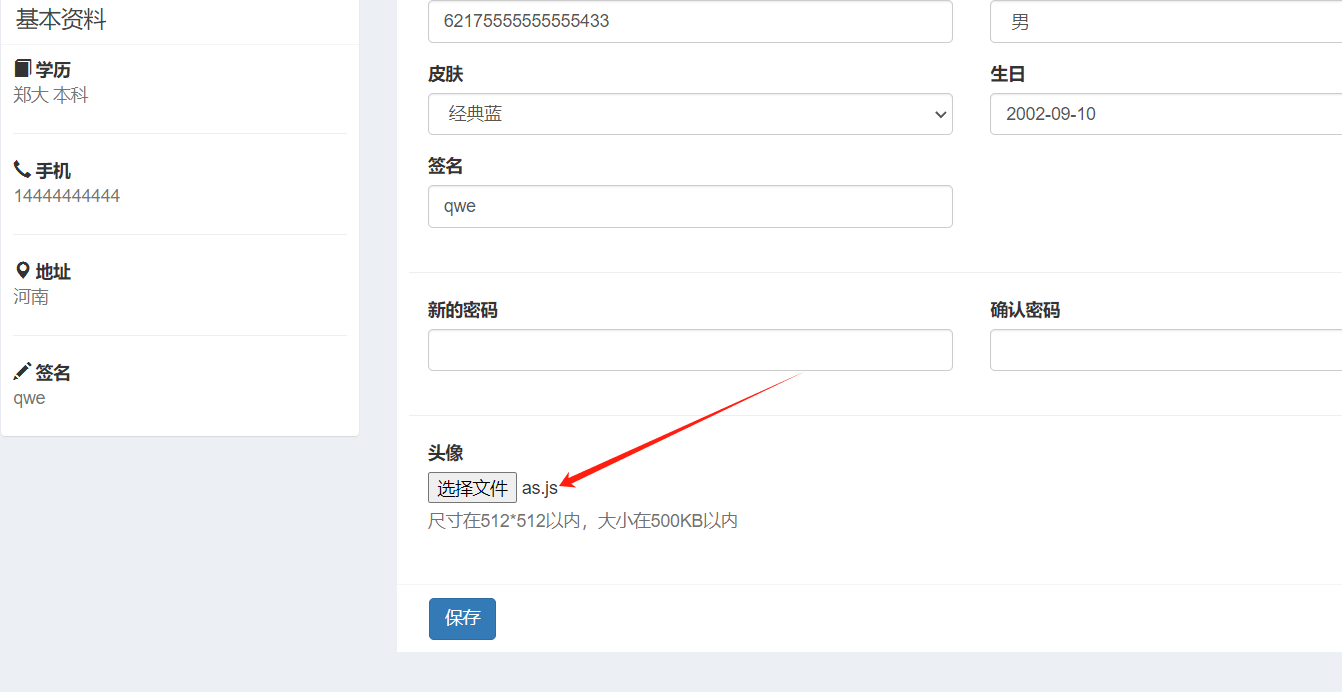 基本资料
学历
郑大 本科
手机
14444444444
地址
河南
签名
qwe
62175555555555433
男
皮肤
生日
经典蓝
2002-09-10
签名
qwe
新的密码
确认密码
头像
选择文件 as.js
尺寸在512*512以内，大小在500KB以内
保存